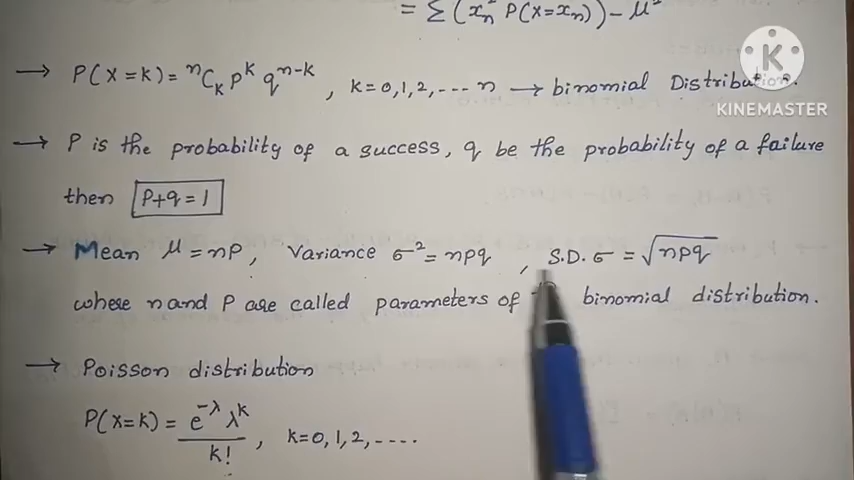 = Σ (xₙ² P(X=xₙ)) - μ²
→ P(X=k) = ⁿCₖ pᵏ qⁿ⁻ᵏ , k=0,1,2, ---- n → binomial Distribution.
KINEMASTER
→ P is the probability of a success, q be the probability of a failure
then P+q=1
→ Mean μ=np, Variance σ²=npq , S.D. σ = √npq
where n and P are called parameters of binomial distribution.
→ Poisson distribution
P(X=k) = e^-λ λᵏ / k! , k=0,1,2, ----.